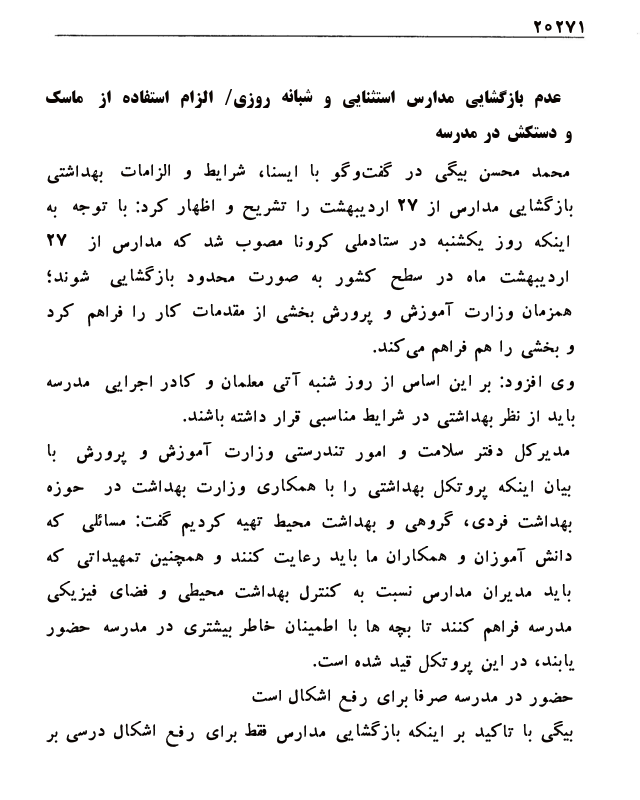 ۲۰۲۷۱
عدم بازگشایی مدارس استثنایی و شبانه روزی/ الزام استفاده از ماسک
و دستکش در مدرسه
محمد محسن بیگی در گفت‌وگو با ایسنا، شرایط و الزامات بهداشتی
بازگشایی مدارس از ۲۷ اردیبهشت را تشریح و اظهار کرد: با توجه به
اینکه روز یکشنبه در ستادملی کرونا مصوب شد که مدارس از ۲۷
اردیبهشت ماه در سطح کشور به صورت محدود بازگشایی شوند؛
همزمان وزارت آموزش و پرورش بخشی از مقدمات کار را فراهم کرد
و بخشی را هم فراهم می‌کند.
وی افزود: بر این اساس از روز شنبه آتی معلمان و کادر اجرایی مدرسه
باید از نظر بهداشتی در شرایط مناسبی قرار داشته باشند.
مدیرکل دفتر سلامت و امور تندرستی وزارت آموزش و پرورش با
بیان اینکه پروتکل بهداشتی را با همکاری وزارت بهداشت در حوزه
بهداشت فردی، گروهی و بهداشت محیط تهیه کردیم گفت: مسائلی که
دانش آموزان و همکاران ما باید رعایت کنند و همچنین تمهیداتی که
باید مدیران مدارس نسبت به کنترل بهداشت محیطی و فضای فیزیکی
مدرسه فراهم کنند تا بچه ها با اطمینان خاطر بیشتری در مدرسه حضور
یابند، در این پروتکل قید شده است.
حضور در مدرسه صرفا برای رفع اشکال است
بیگی با تاکید بر اینکه بازگشایی مدارس فقط برای رفع اشکال درسی بر